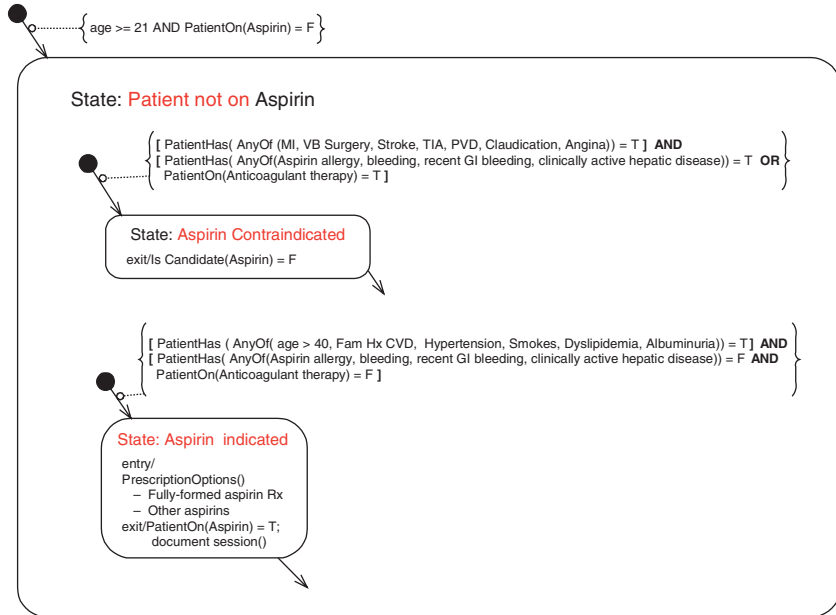 age >= 21 AND PatientOn(Aspirin) = F
State: Patient not on Aspirin
[ PatientHas( AnyOf (MI, VB Surgery, Stroke, TIA, PVD, Claudication, Angina)) = T ] AND
[ PatientHas( AnyOf(Aspirin allergy, bleeding, recent GI bleeding, clinically active hepatic disease)) = T OR
PatientOn(Anticoagulant therapy) = T ]
State: Aspirin Contraindicated
exit/Is Candidate(Aspirin) = F
[ PatientHas ( AnyOf( age > 40, Fam Hx CVD, Hypertension, Smokes, Dyslipidemia, Albuminuria)) = T ] AND
[ PatientHas( AnyOf(Aspirin allergy, bleeding, recent GI bleeding, clinically active hepatic disease)) = F AND
PatientOn(Anticoagulant therapy) = F ]
State: Aspirin indicated
entry/
PrescriptionOptions()
– Fully-formed aspirin Rx
– Other aspirins
exit/PatientOn(Aspirin) = T;
document session()